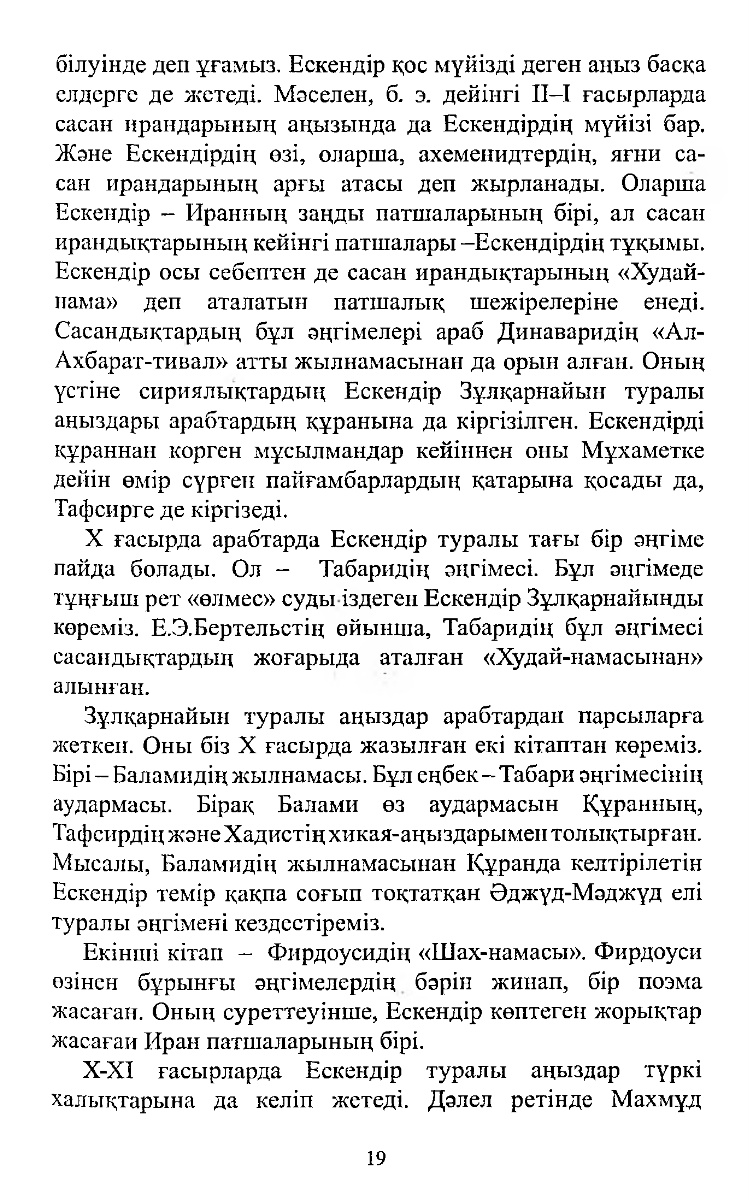 білуінде деп ұғамыз. Ескендір қос мүйізді деген аңыз басқа
елдерге де жетеді. Мәселен, б. э. дейінгі II–I ғасырларда
сасан ирандарының аңызында да Ескендірдің мүйізі бар.
Және Ескендірдің өзі, оларша, ахеменидтердің, яғни са-
сан ирандарының арғы атасы деп жырланады. Оларша
Ескендір – Иранның заңды патшаларының бірі, ал сасан
ирандықтарының кейінгі патшалары –Ескендірдің тұқымы.
Ескендір осы себептен де сасан ирандықтарының «Худай-
нама» деп аталатын патшалық шежірелеріне енеді.
Сасандықтардың бұл әңгімелері араб Динаваридің «Ал-
Ахбарат-тивал» атты жылнамасынан да орын алған. Оның
үстіне сириялықтардың Ескендір Зұлқарнайын туралы
аңыздары арабтардың құранына да кіргізілген. Ескендірді
құраннан көрген мұсылмандар кейіннен оны Мұхаметке
дейін өмір сүрген пайғамбарлардың қатарына қосады да,
Тафсирге де кіргізеді.
X ғасырда арабтарда Ескендір туралы тағы бір әңгіме
пайда болады. Ол – Табаридің әңгімесі. Бұл әңгімеде
тұңғыш рет «өлмес» суды іздеген Ескендір Зұлқарнайынды
көреміз. Е.Э.Бертельстің ойынша, Табаридің бұл әңгімесі
сасандықтардың жоғарыда аталған «Худай-намасынан»
алынған.
Зұлқарнайын туралы аңыздар арабтардан парсыларға
жеткен. Оны біз X ғасырда жазылған екі кітаптан көреміз.
Бірі – Баламидің жылнамасы. Бұл еңбек – Табари әңгімесінің
аудармасы. Бірақ Балами өз аудармасын Құранның,
Тафсирдің және Хадистің хикая-аңыздарымен толықтырған.
Мысалы, Баламидің жылнамасынан Құранда келтірілетін
Ескендір темір қақпа соғып тоқтатқан Әджүд-Мәджүд елі
туралы әңгімені кездестіреміз.
Екінші кітап – Фирдоусидің «Шах-намасы». Фирдоуси
өзінен бұрынғы әңгімелердің бәрін жинап, бір поэма
жасаған. Оның суреттеуінше, Ескендір көптеген жорықтар
жасаған Иран патшаларының бірі.
X-XI ғасырларда Ескендір туралы аңыздар түркі
халықтарына да келіп жетеді. Дәлел ретінде Махмұд
19